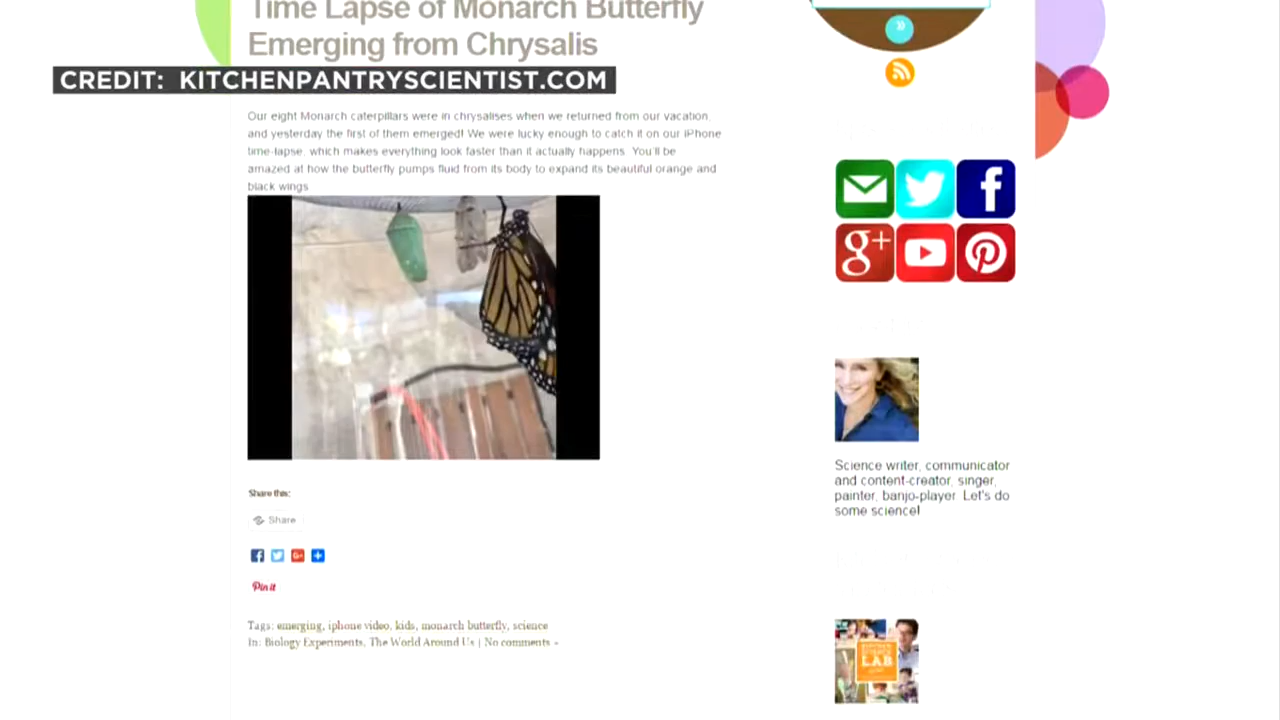 Time Lapse of Monarch Butterfly
Emerging from Chrysalis
CREDIT: KITCHENPANTRYSCIENTIST.COM
Our eight Monarch caterpillars were in chrysalises when we returned from our vacation,
and yesterday the first of them emerged! We were lucky enough to catch it on our iPhone
time-lapse, which makes everything look faster than it actually happens. You'll be
amazed at how the butterfly pumps fluid from its body to expand its beautiful orange and
black wings
Share this:
Share
Pin it
Tags: emerging, iphone video, kids, monarch butterfly, science
In: Biology Experiments, The World Around Us | No comments »
g+
Science writer, communicator
and content-creator, singer,
painter, banjo-player. Let's do
some science!
LAB